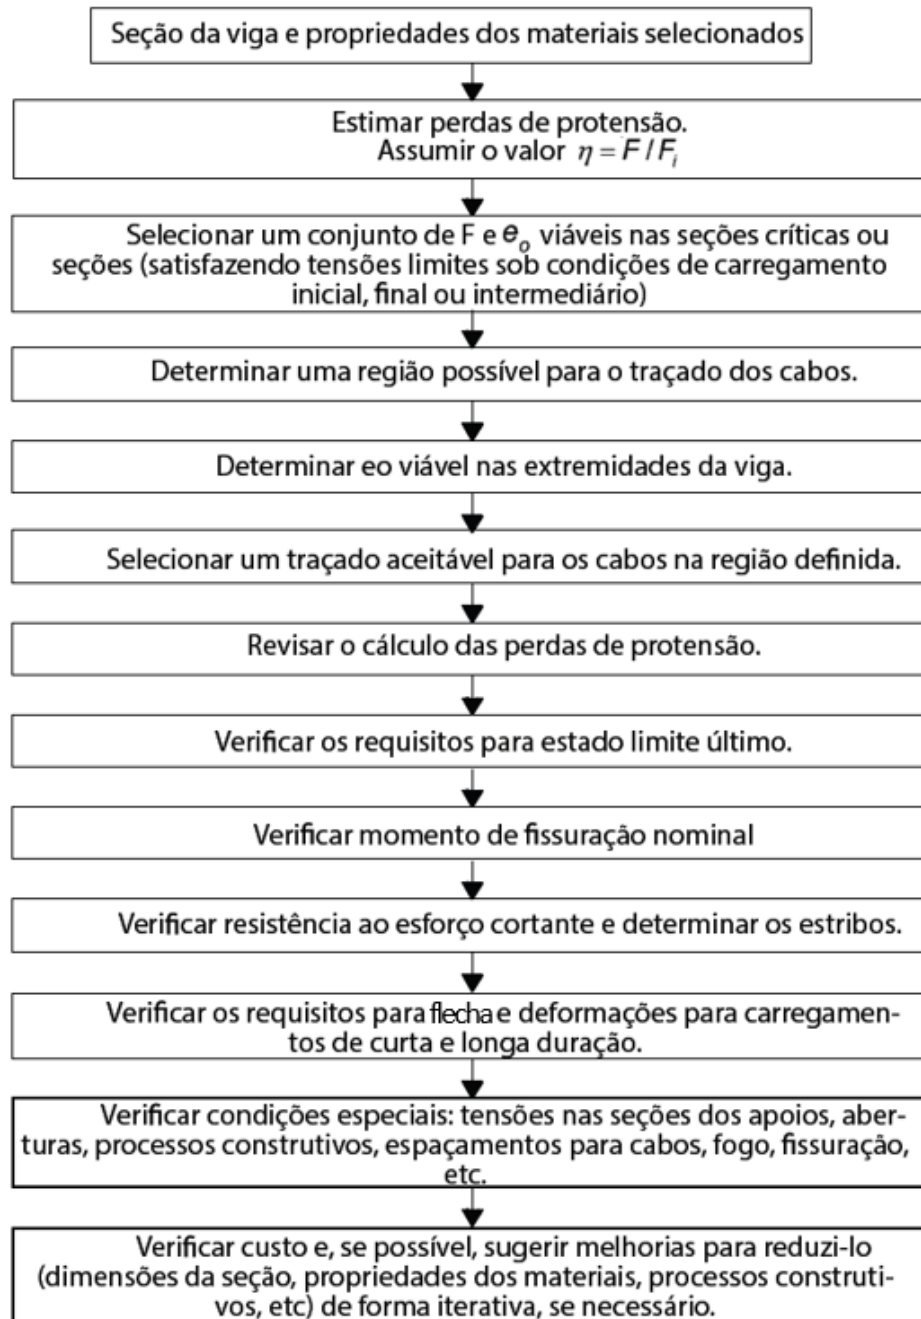 Seção da viga e propriedades dos materiais selecionados
Estimar perdas de protensão.
Assumir o valor η = F / F_i
Selecionar um conjunto de F e e_o viáveis nas seções críticas ou
seções (satisfazendo tensões limites sob condições de carregamento
inicial, final ou intermediário)
Determinar uma região possível para o traçado dos cabos.
Determinar eo viável nas extremidades da viga.
Selecionar um traçado aceitável para os cabos na região definida.
Revisar o cálculo das perdas de protensão.
Verificar os requisitos para estado limite último.
Verificar momento de fissuração nominal
Verificar resistência ao esforço cortante e determinar os estribos.
Verificar os requisitos para flecha e deformações para carregamen-
tos de curta e longa duração.
Verificar condições especiais: tensões nas seções dos apoios, aber-
turas, processos construtivos, espaçamentos para cabos, fogo, fissuração,
etc.
Verificar custo e, se possível, sugerir melhorias para reduzi-lo
(dimensões da seção, propriedades dos materiais, processos construti-
vos, etc) de forma iterativa, se necessário.